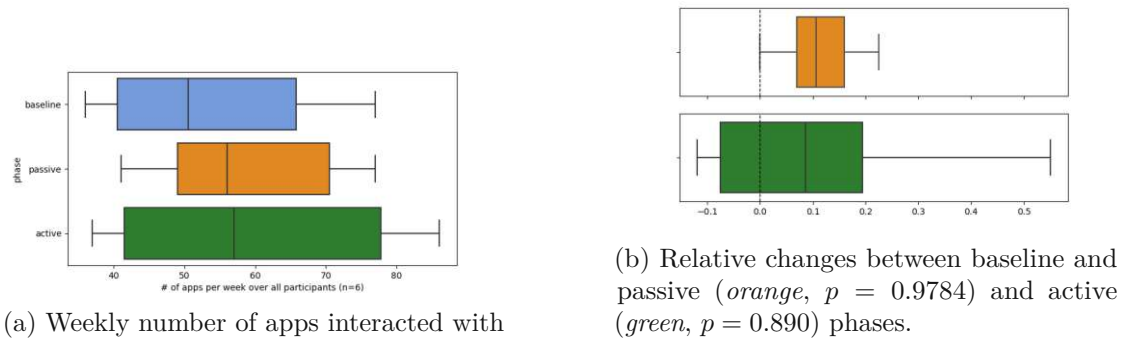 baseline
passive
active
phase
40 50 60 70 80
# of apps per week over all participants (n=6)
(a) Weekly number of apps interacted with
−0.1 0.0 0.1 0.2 0.3 0.4 0.5
(b) Relative changes between baseline and
passive (orange, p = 0.9784) and active
(green, p = 0.890) phases.